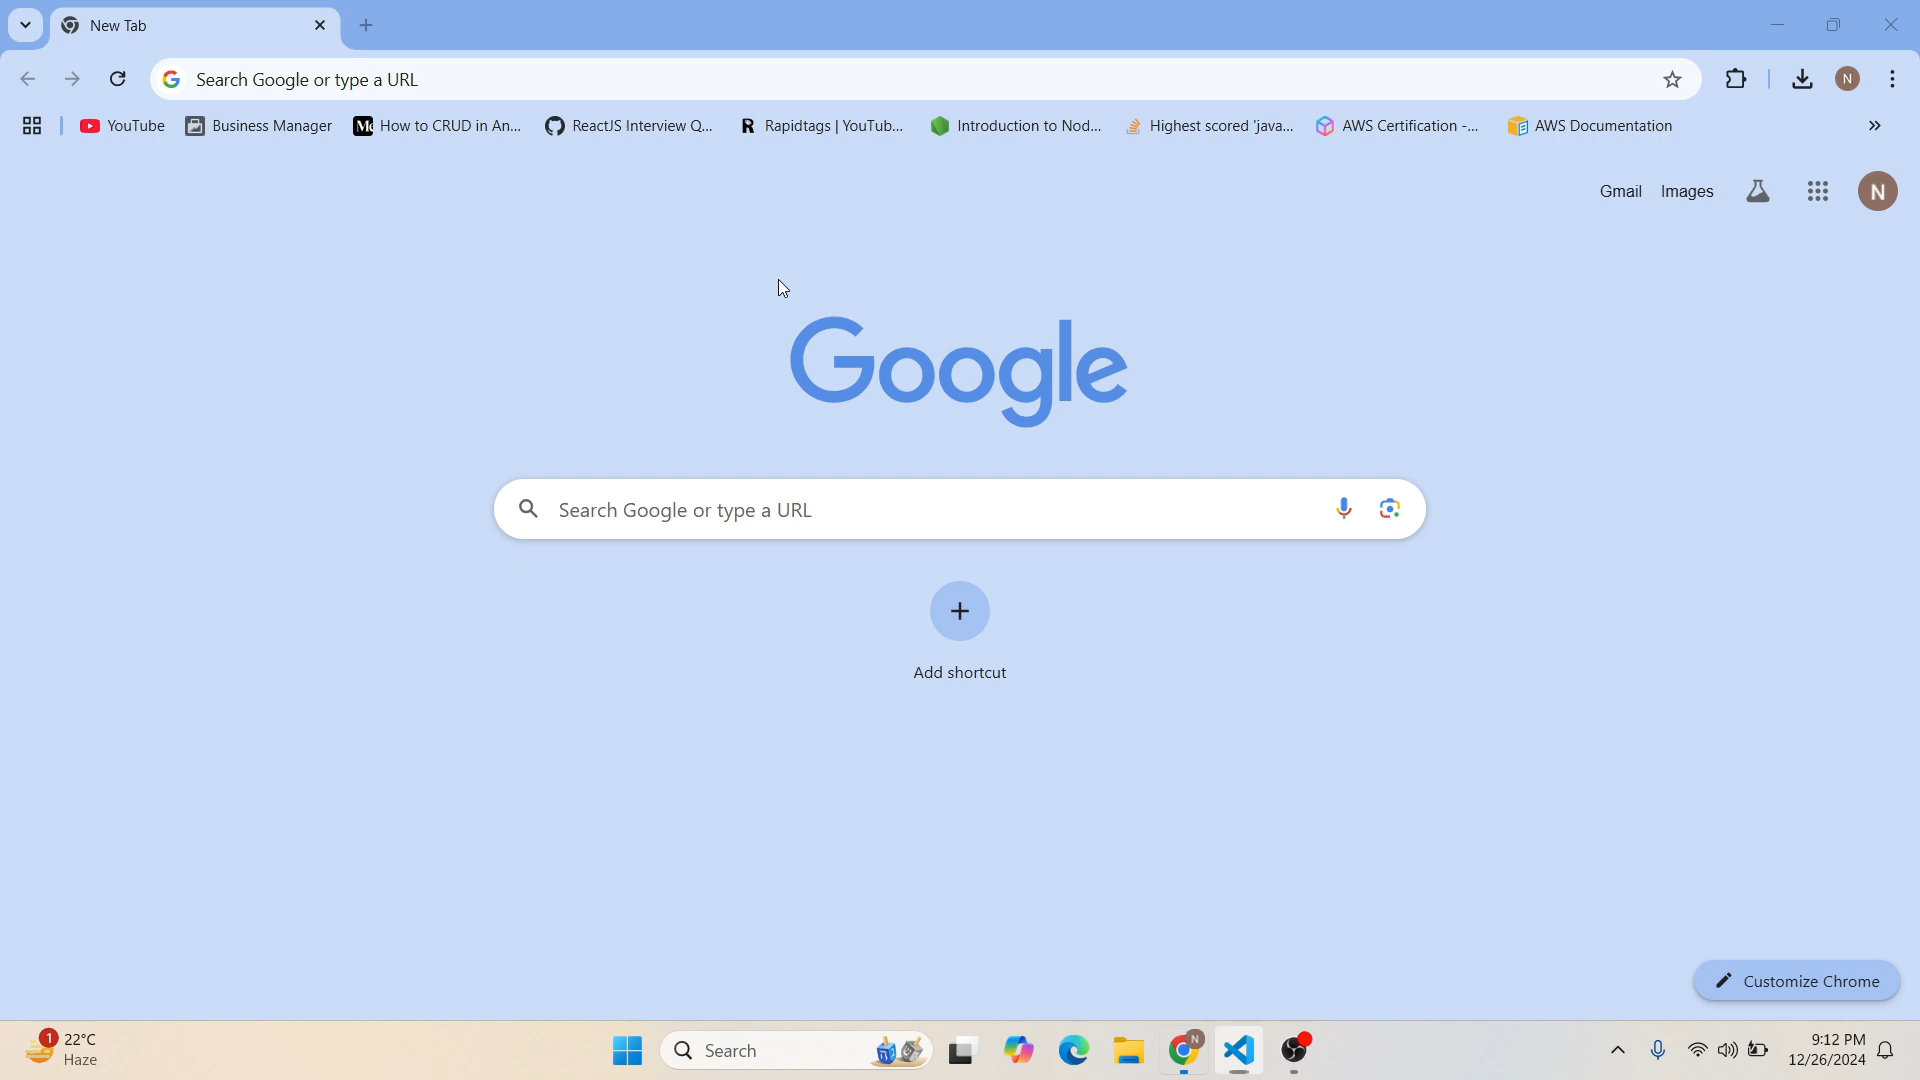 New Tab
Search Google or type a URL
N
YouTube
Business Manager
How to CRUD in An...
ReactJS Interview Q...
Rapidtags | YouTub...
Introduction to Nod...
Highest scored 'java...
AWS Certification -...
AWS Documentation
Gmail
Images
N
Google
Search Google or type a URL
Add shortcut
Customize Chrome
1
22°C
Haze
Search
N
9:12 PM
12/26/2024